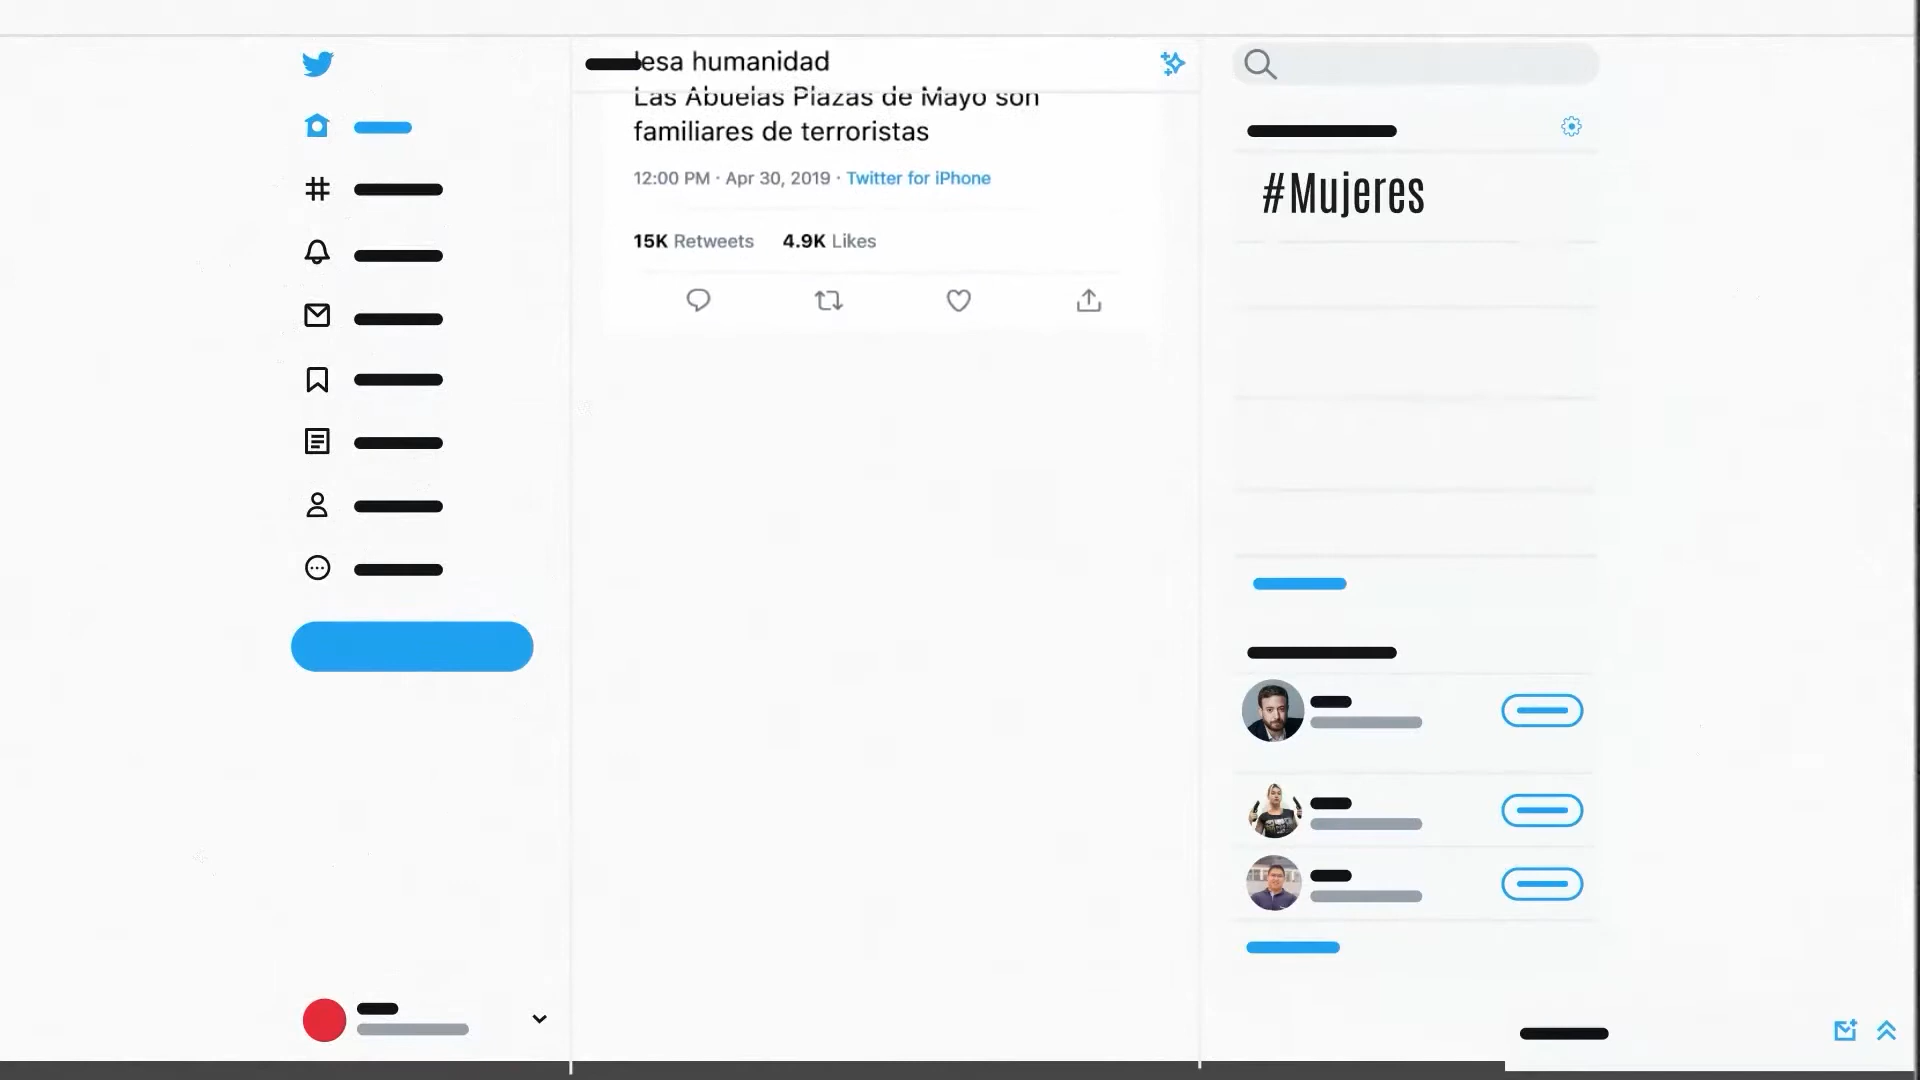 lesa humanidad
Las Abuelas Plazas de Mayo son
familiares de terroristas
12:00 PM · Apr 30, 2019 · Twitter for iPhone
15K Retweets 4.9K Likes
#Mujeres